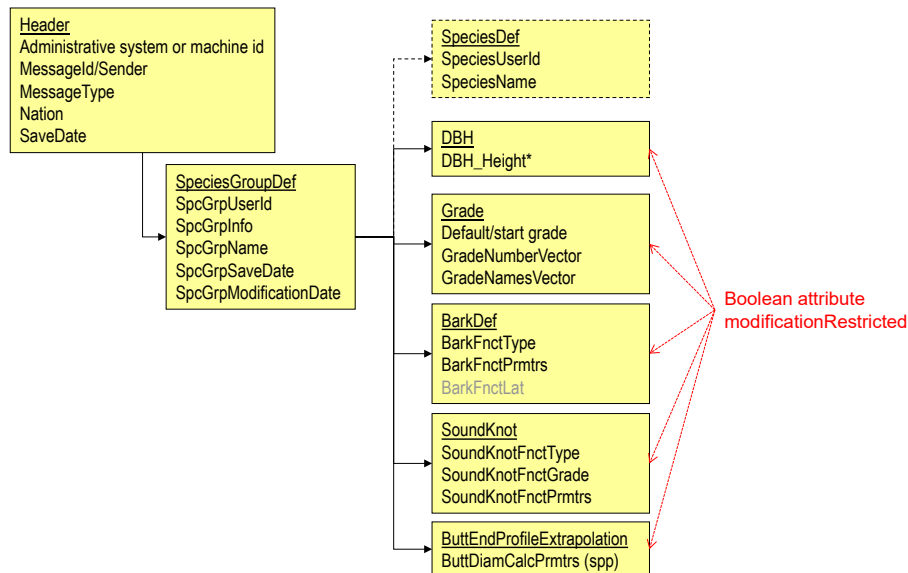 Header
Administrative system or machine id
MessageId/Sender
MessageType
Nation
SaveDate
SpeciesGroupDef
SpcGrpUserId
SpcGrpInfo
SpcGrpName
SpcGrpSaveDate
SpcGrpModificationDate
SpeciesDef
SpeciesUserId
SpeciesName
DBH
DBH_Height*
Grade
Default/start grade
GradeNumberVector
GradeNamesVector
BarkDef
BarkFnctType
BarkFnctPrmtrs
BarkFnctLat
SoundKnot
SoundKnotFnctType
SoundKnotFnctGrade
SoundKnotFnctPrmtrs
ButtEndProfileExtrapolation
ButtDiamCalcPrmtrs (spp)
Boolean attribute
modificationRestricted